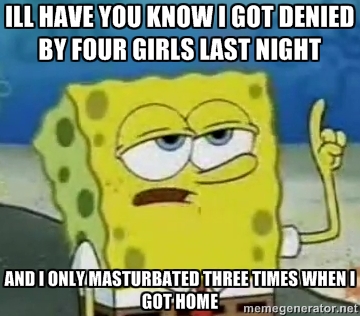 ILL HAVE YOU KNOW I GOT DENIED
BY FOUR GIRLS LAST NIGHT
AND I ONLY MASTURBATED THREE TIMES WHEN I
GOT HOME
memegenerator.net